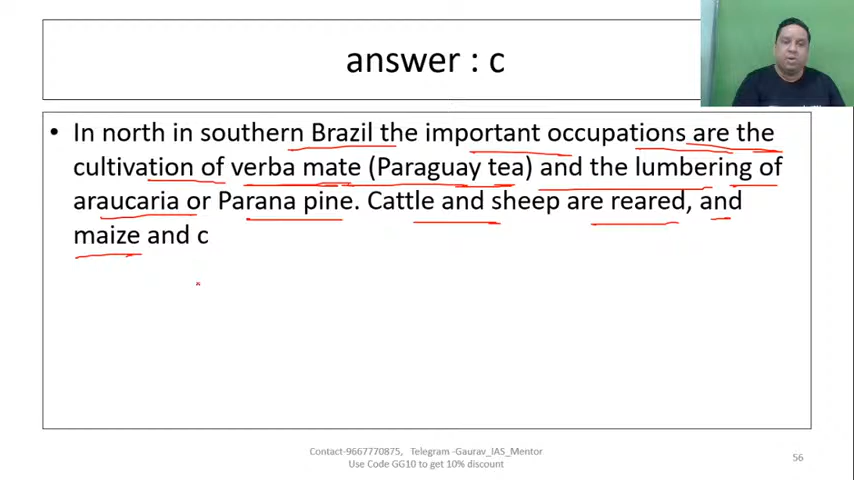 answer : c
• In north in southern Brazil the important occupations are the
cultivation of verba mate (Paraguay tea) and the lumbering of
araucaria or Parana pine. Cattle and sheep are reared, and
maize and c
Contact-9667770875, Telegram -Gaurav_IAS_Mentor
Use Code GG10 to get 10% discount
56